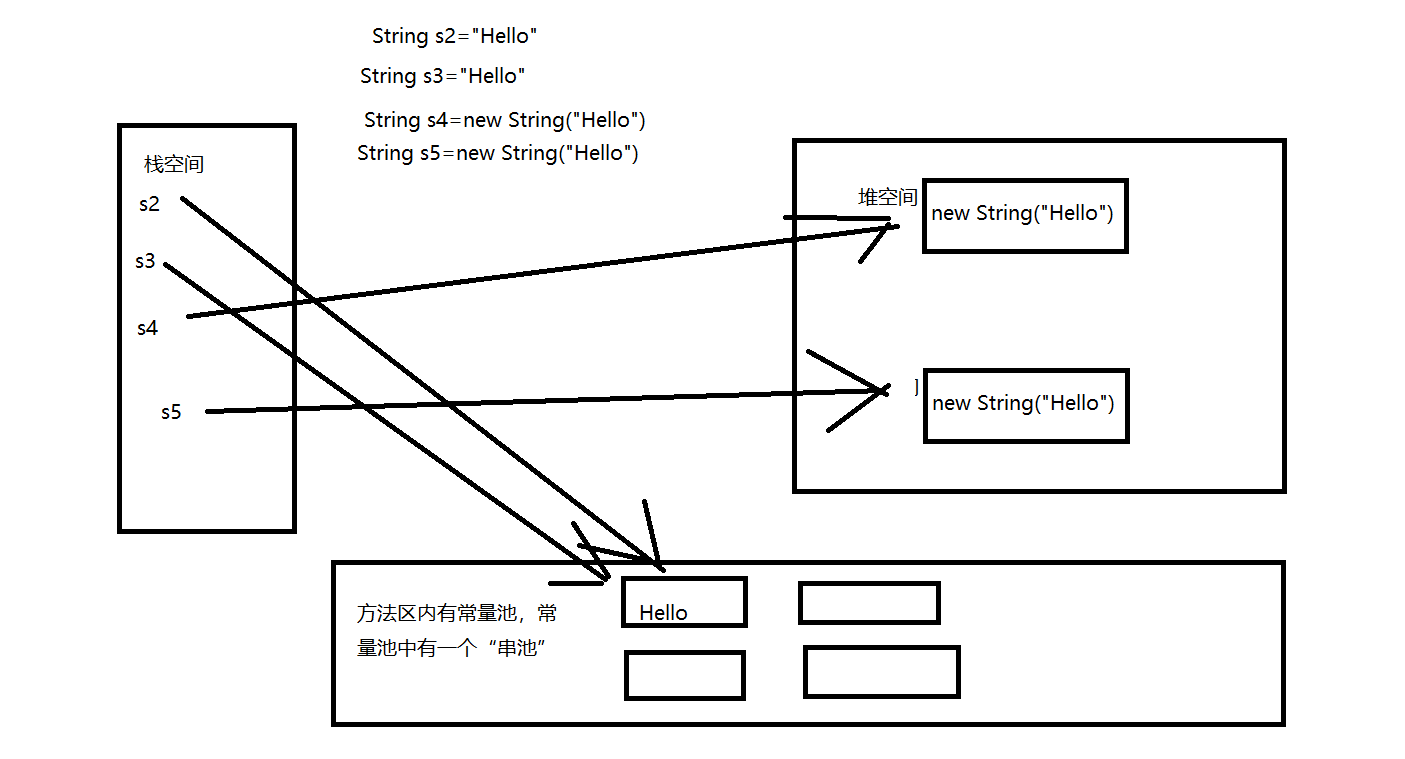 String s2="Hello"
String s3="Hello"
String s4=new String("Hello")
String s5=new String("Hello")
栈空间
s2
s3
s4
s5
堆空间
new String("Hello")
]
new String("Hello")
方法区内有常量池，常
量池中有一个“串池”
Hello